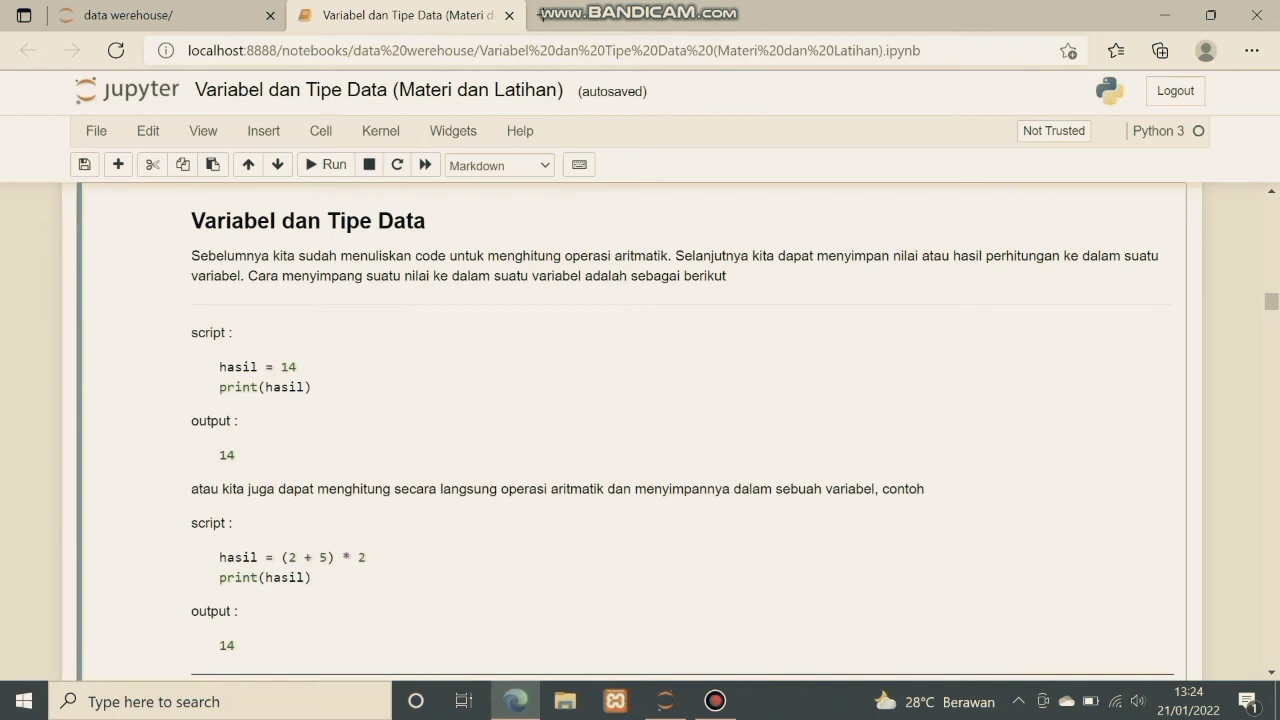 data werehouse/
Variabel dan Tipe Data (Materi d
www.BANDICAM.com
localhost:8888/notebooks/data%20werehouse/Variabel%20dan%20Tipe%20Data%20(Materi%20dan%20Latihan).ipynb
jupyter Variabel dan Tipe Data (Materi dan Latihan) (autosaved)
Logout
File Edit View Insert Cell Kernel Widgets Help
Not Trusted
Python 3
Run
Markdown
Variabel dan Tipe Data
Sebelumnya kita sudah menuliskan code untuk menghitung operasi aritmatik. Selanjutnya kita dapat menyimpan nilai atau hasil perhitungan ke dalam suatu
variabel. Cara menyimpang suatu nilai ke dalam suatu variabel adalah sebagai berikut
script :
hasil = 14
print(hasil)
output :
14
atau kita juga dapat menghitung secara langsung operasi aritmatik dan menyimpannya dalam sebuah variabel, contoh
script :
hasil = (2 + 5) * 2
print(hasil)
output :
14
Type here to search
28°C Berawan
13:24
21/01/2022
1